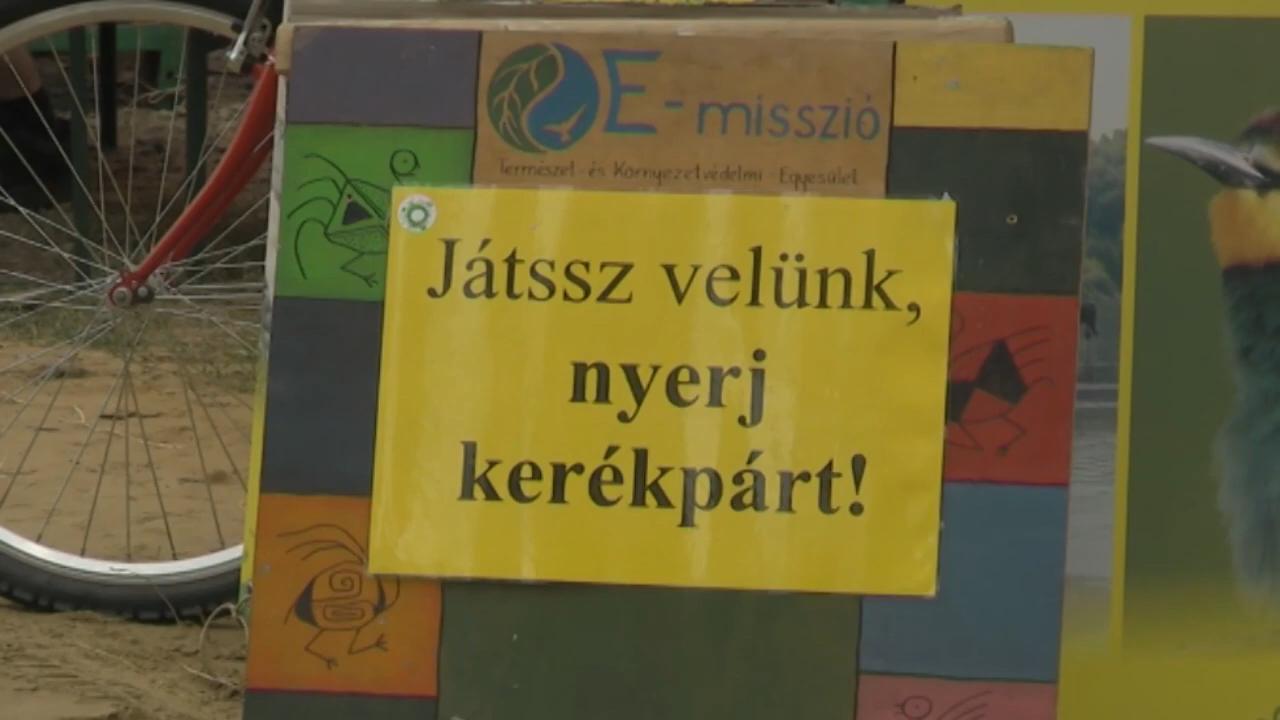 E-misszió
Természet-és Környezetvédelmi Egyesület
Játssz velünk,
nyerj
kerékpárt!